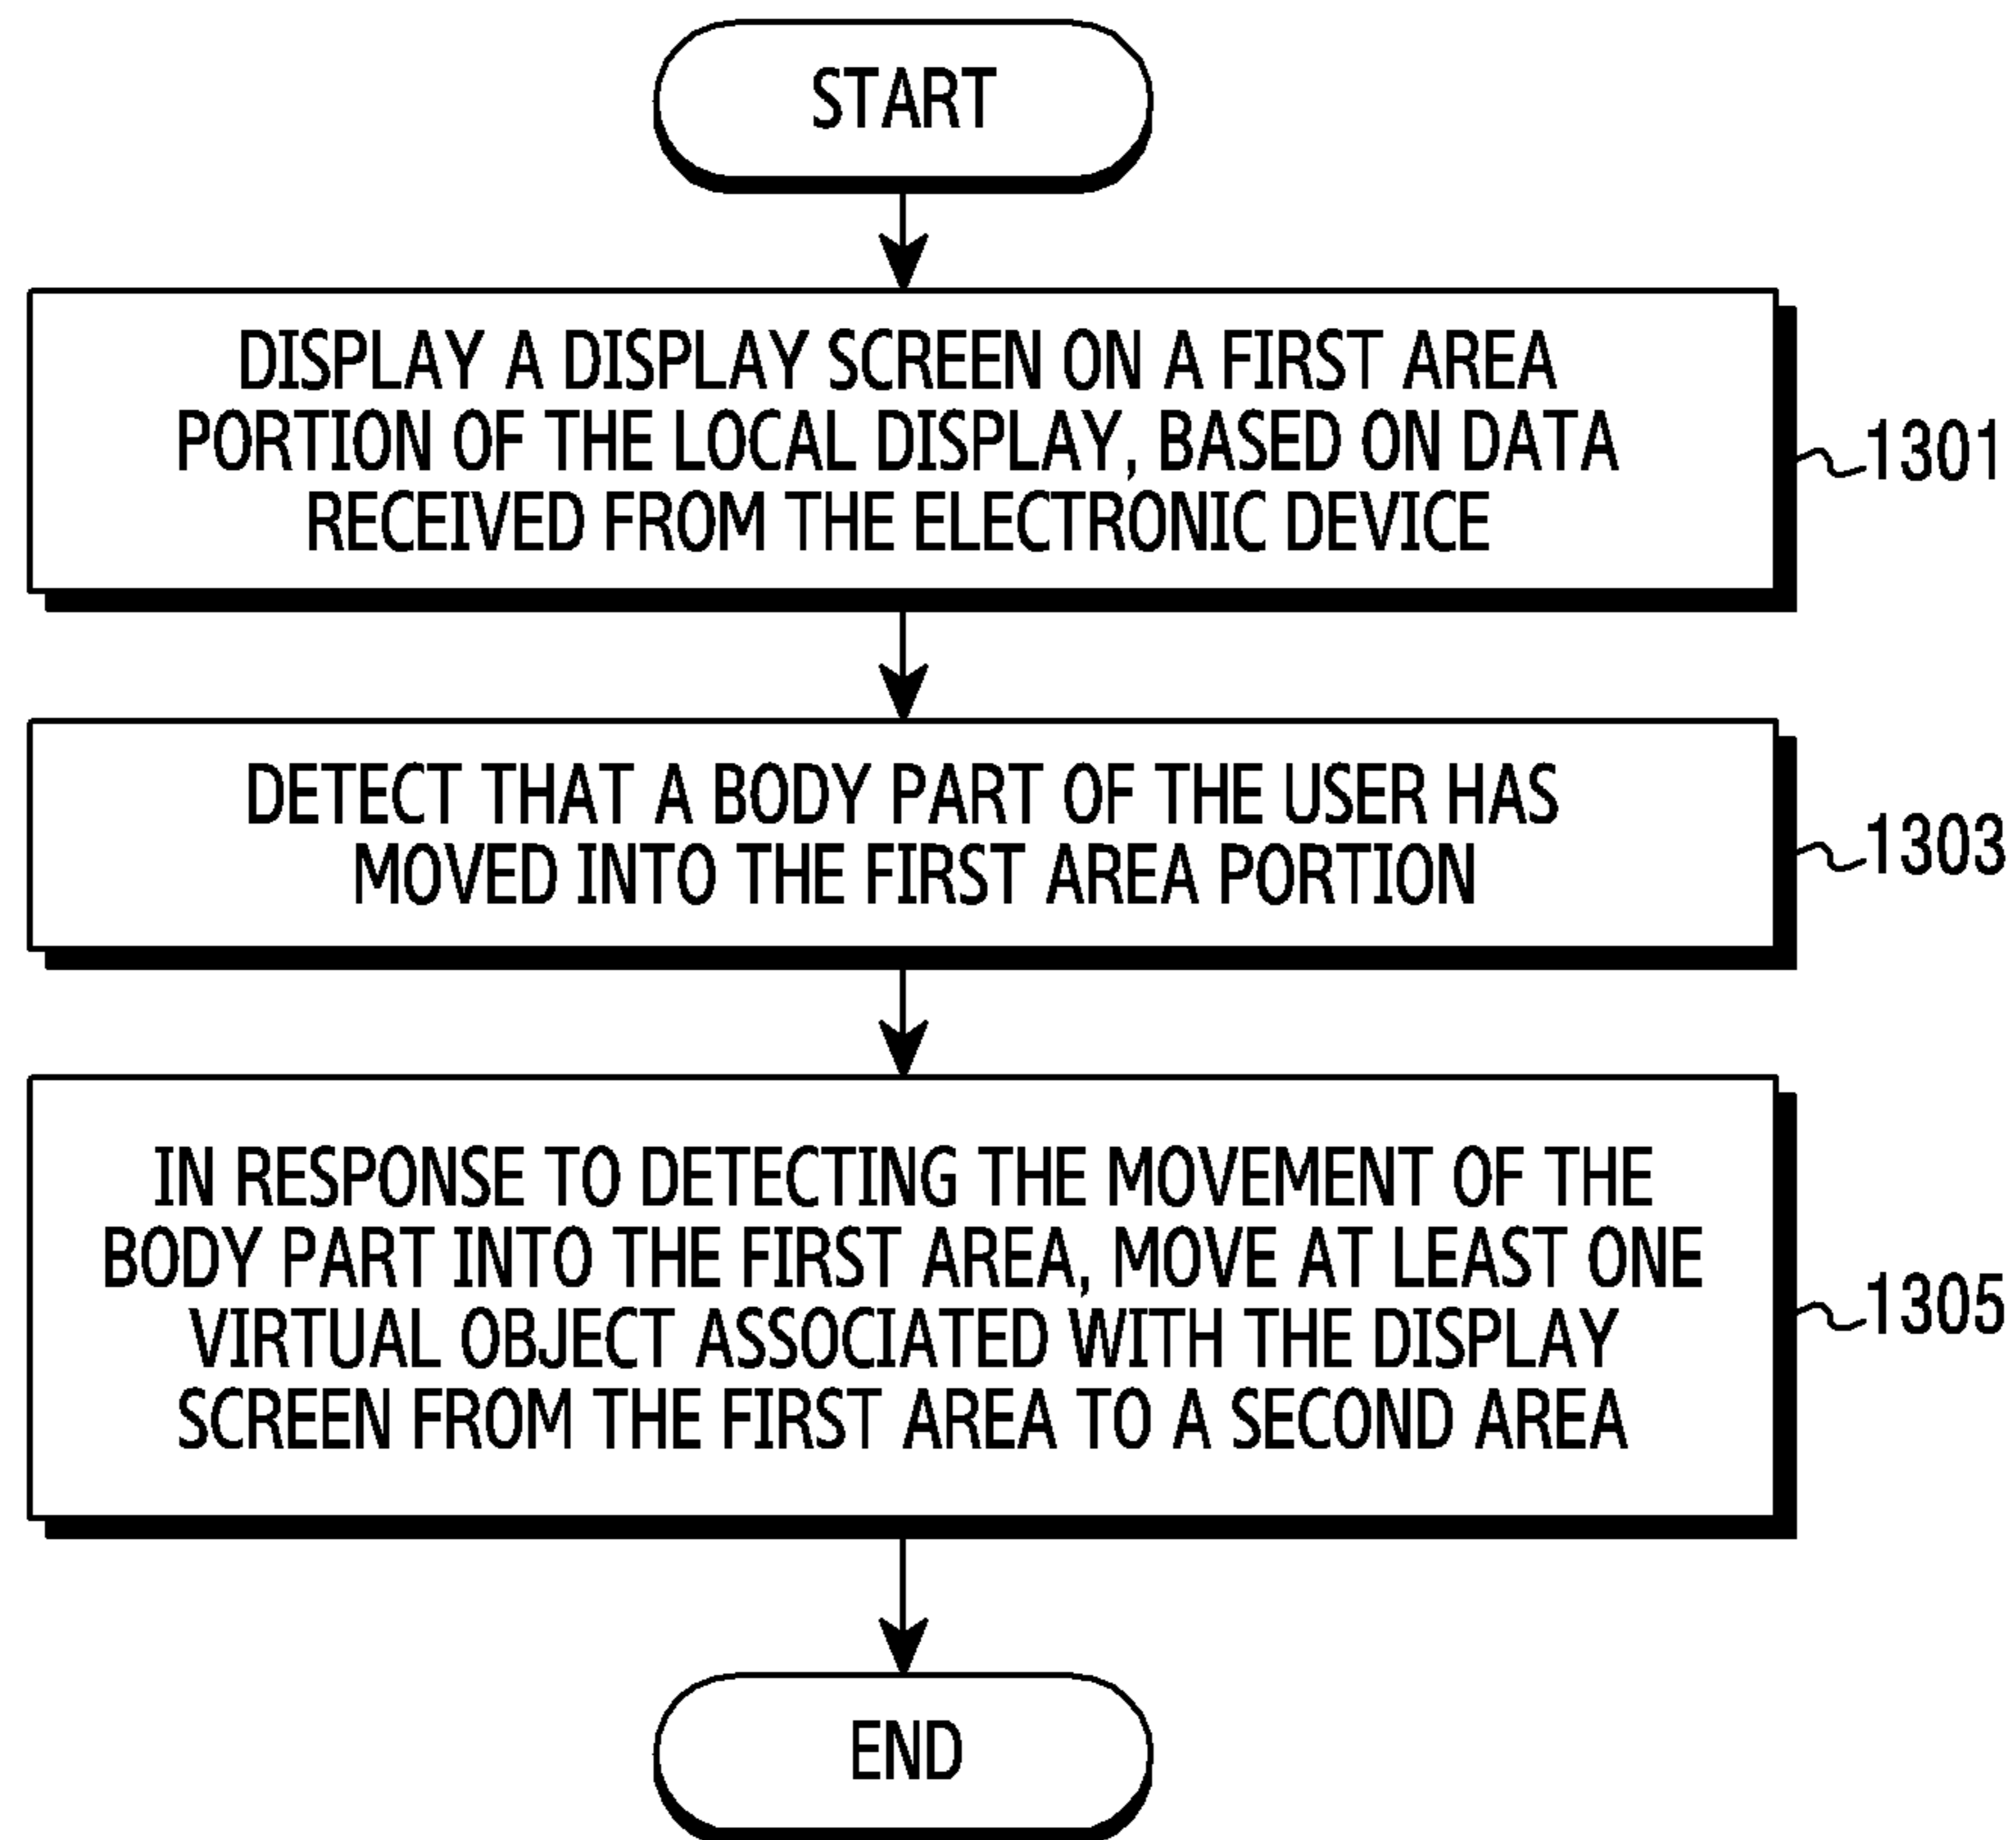 START
DISPLAY A DISPLAY SCREEN ON A FIRST AREA
PORTION OF THE LOCAL DISPLAY, BASED ON DATA
RECEIVED FROM THE ELECTRONIC DEVICE
1301
DETECT THAT A BODY PART OF THE USER HAS
MOVED INTO THE FIRST AREA PORTION
1303
IN RESPONSE TO DETECTING THE MOVEMENT OF THE
BODY PART INTO THE FIRST AREA, MOVE AT LEAST ONE
VIRTUAL OBJECT ASSOCIATED WITH THE DISPLAY
SCREEN FROM THE FIRST AREA TO A SECOND AREA
1305
END